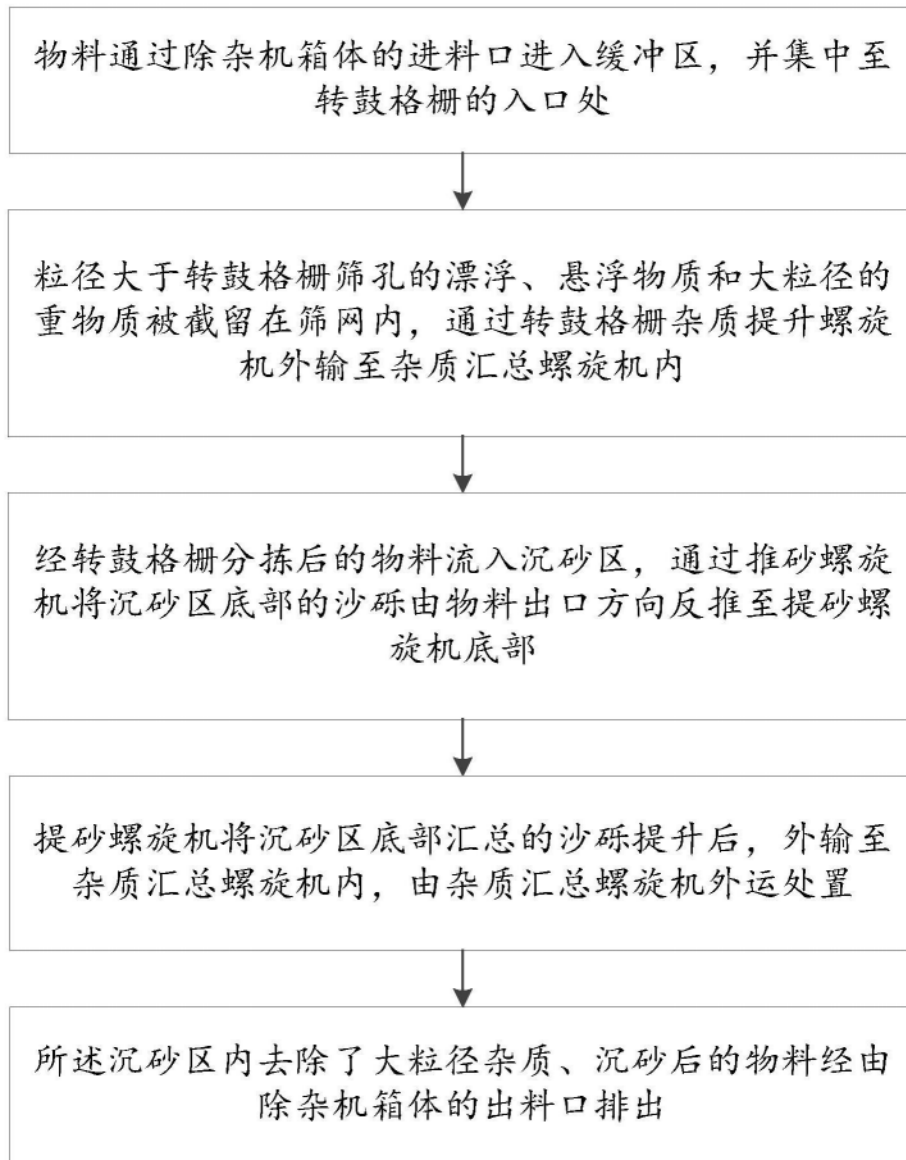 物料通过除杂机箱体的进料口进入缓冲区，并集中至
转鼓格栅的入口处
粒径大于转鼓格栅筛孔的漂浮、悬浮物质和大粒径的
重物质被截留在筛网内，通过转鼓格栅杂质提升螺旋
机外输至杂质汇总螺旋机内
经转鼓格栅分拣后的物料流入沉砂区，通过推砂螺旋
机将沉砂区底部的沙砾由物料出口方向反推至提砂螺
旋机底部
提砂螺旋机将沉砂区底部汇总的沙砾提升后，外输至
杂质汇总螺旋机内，由杂质汇总螺旋机外运处置
所述沉砂区内去除了大粒径杂质、沉砂后的物料经由
除杂机箱体的出料口排出